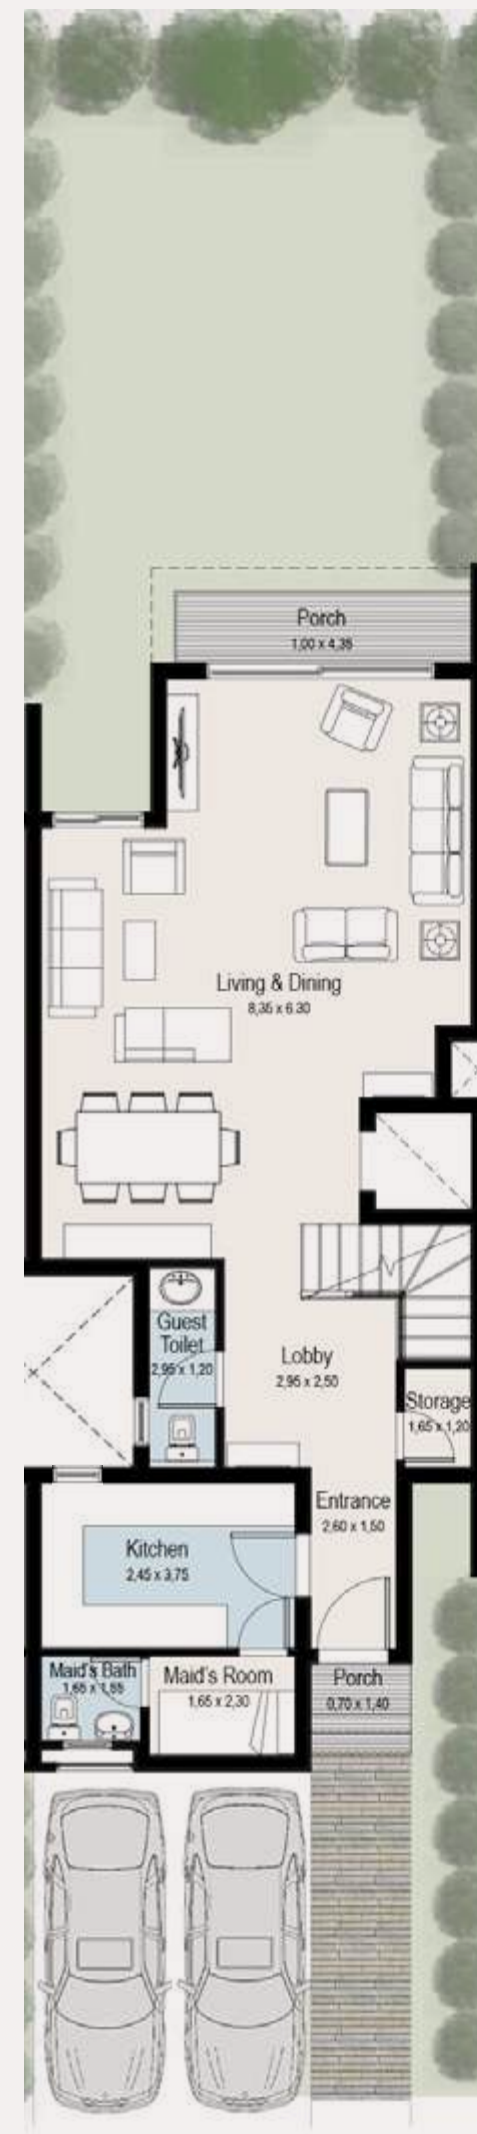 Porch
1,00 x 4,35
Living & Dining
8,35 x 6.30
Guest
Toilet
2,95 x 1,20
Lobby
2,95 x 2,50
Storage
1,65 x 1,20
Entrance
2,60 x 1,50
Kitchen
2,45 x 3,75
Maid's Bath
1,65 x 1,55
Maid's Room
1,65 x 2,30
Porch
0,70 x 1,40